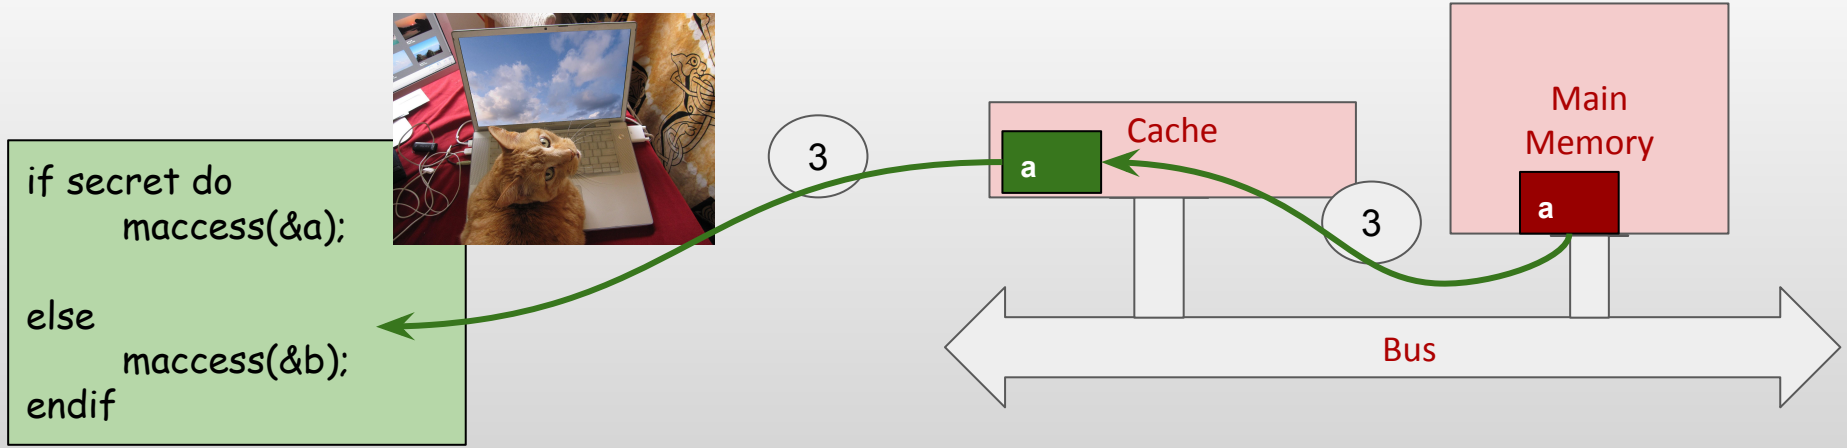 if secret do
maccess(&a);
else
maccess(&b);
endif
3
a
Cache
3
Main
Memory
a
Bus